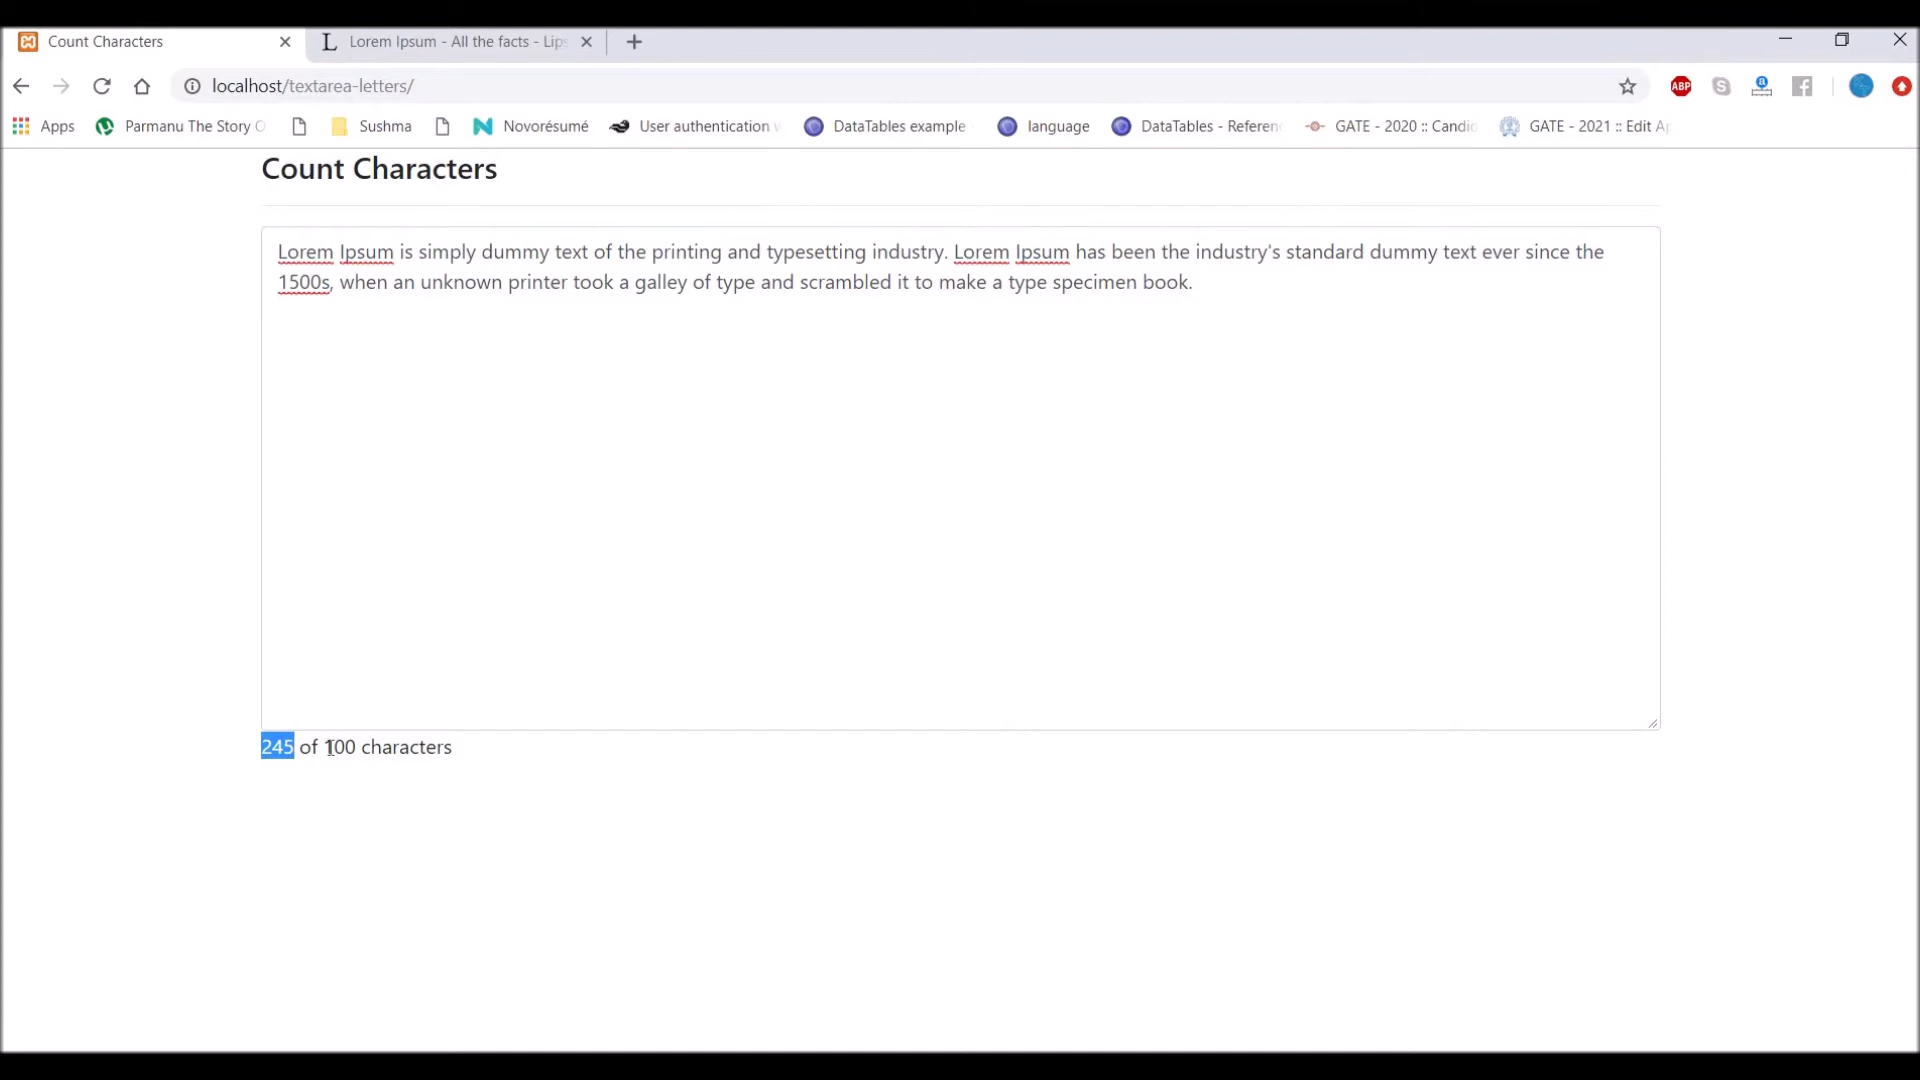 Count Characters
Lorem Ipsum - All the facts - Lips
localhost/textarea-letters/
ABP
Apps
Parmanu The Story O
Sushma
Novorésumé
User authentication
DataTables example
language
DataTables - Referen
GATE - 2020 :: Candid
GATE - 2021 :: Edit Ap
Count Characters
Lorem Ipsum is simply dummy text of the printing and typesetting industry. Lorem Ipsum has been the industry's standard dummy text ever since the
1500s, when an unknown printer took a galley of type and scrambled it to make a type specimen book.
245 of 100 characters